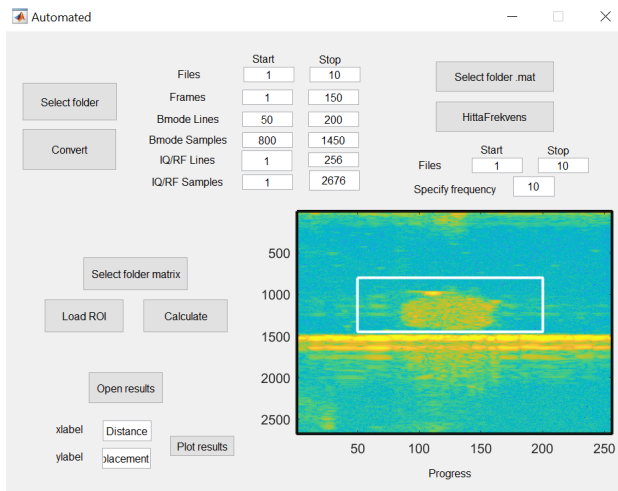 Automated
Start Stop
Files 1 10
Frames 1 150
Bmode Lines 50 200
Bmode Samples 800 1450
IQ/RF Lines 1 256
IQ/RF Samples 1 2676
Select folder
Convert
Select folder .mat
HittaFrekvens
Start Stop
Files 1 10
Specify frequency 10
Select folder matrix
Load ROI Calculate
Open results
xlabel Distance
ylabel placement
Plot results
500
1000
1500
2000
2500
50 100 150 200 250
Progress